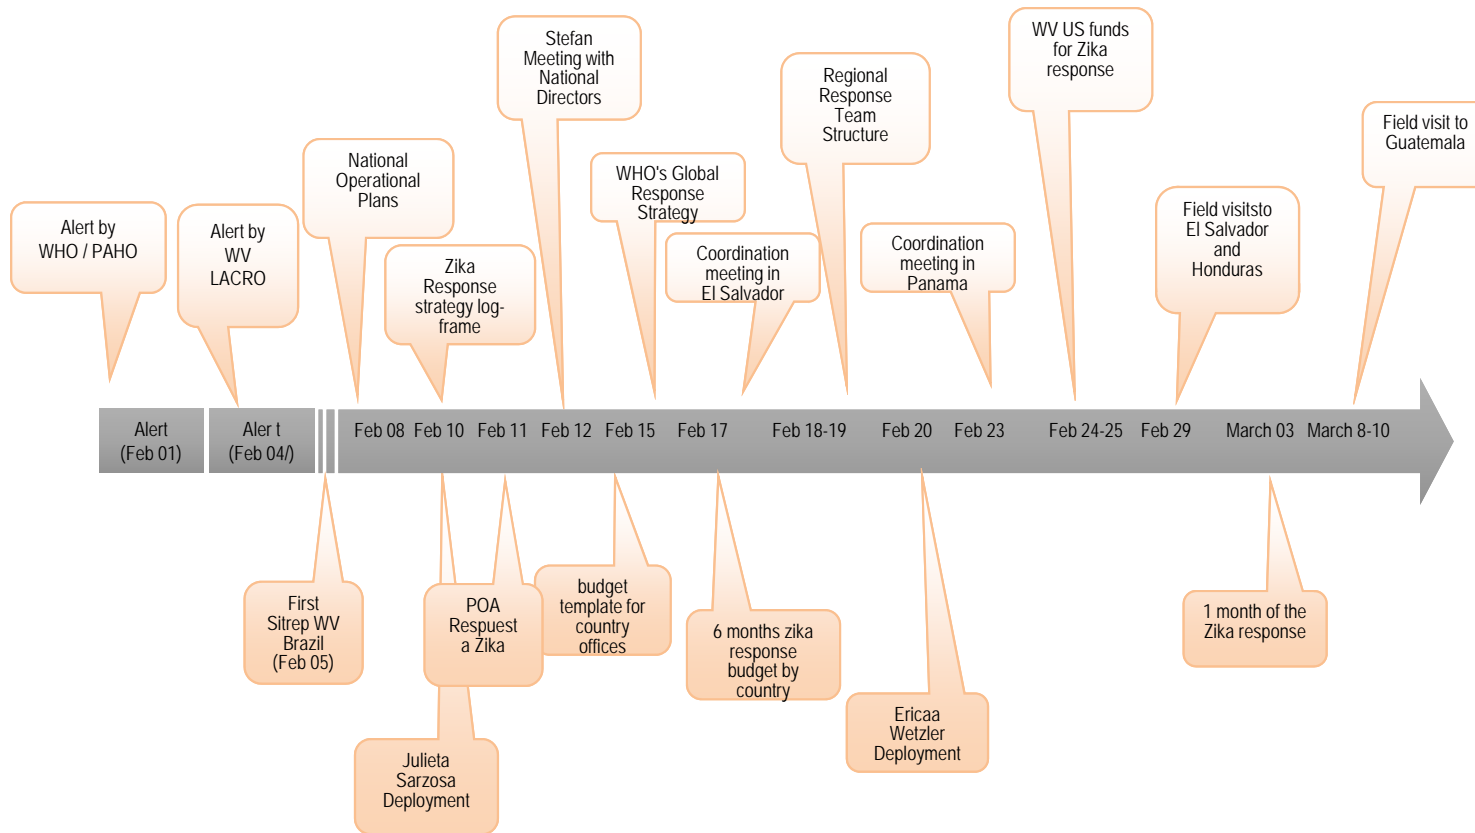 Alert by
WHO / PAHO
Alert by
WV
LACRO
National
Operational
Plans
Zika
Response
strategy log-
frame
Stefan
Meeting with
National
Directors
WHO's Global
Response
Strategy
Coordination
meeting in
El Salvador
Regional
Response
Team
Structure
Coordination
meeting in
Panama
WV US funds
for Zika
response
Field visitsto
El Salvador
and
Honduras
Field visit to
Guatemala
Alert
(Feb 01)
Aler t
(Feb 04/)
Feb 08
Feb 10
Feb 11
Feb 12
Feb 15
Feb 17
Feb 18-19
Feb 20
Feb 23
Feb 24-25
Feb 29
March 03
March 8-10
First
Sitrep WV
Brazil
(Feb 05)
Julieta
Sarzosa
Deployment
POA
Respuest
a Zika
budget
template for
country
offices
6 months zika
response
budget by
country
Ericaa
Wetzler
Deployment
1 month of the
Zika response